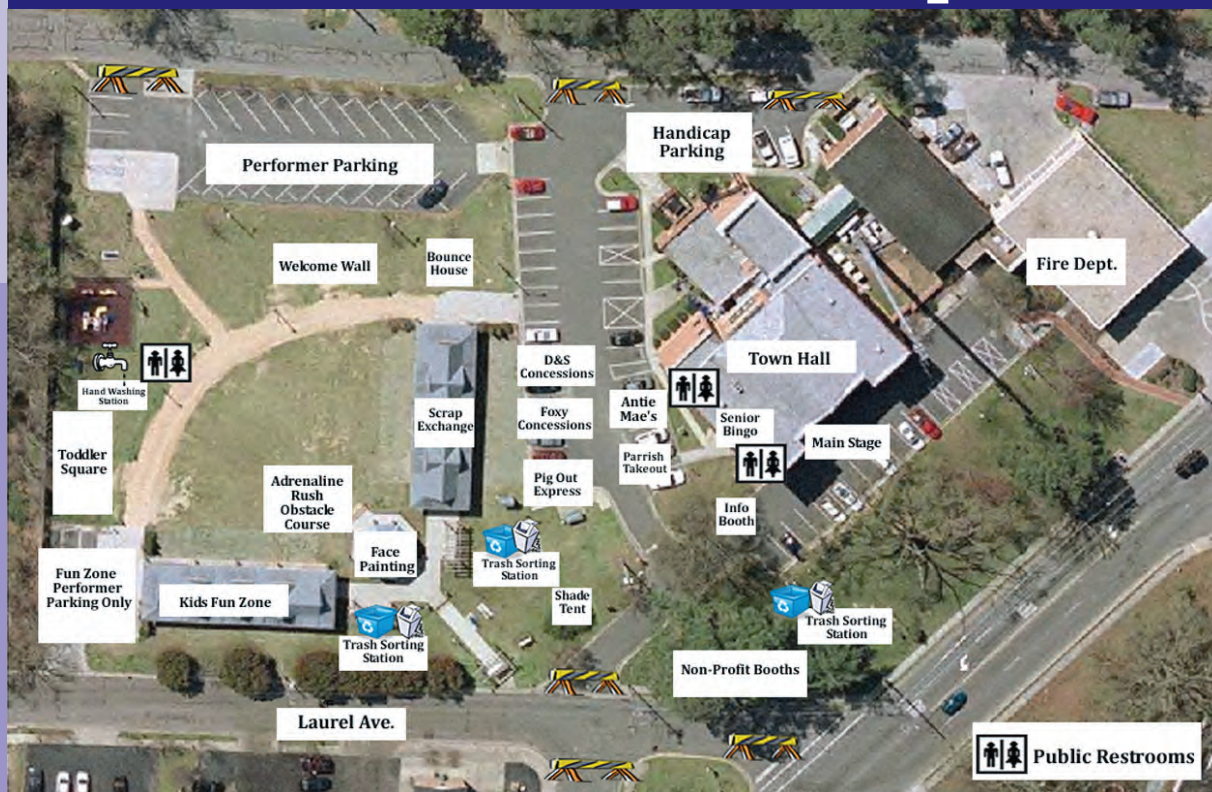 Performer Parking
Handicap
Parking
Welcome Wall
Bounce
House
Fire Dept.
Hand Washing
Station
D&S
Concessions
Town Hall
Toddler
Square
Scrap
Exchange
Foxy
Concessions
Antie
Mae's
Senior
Bingo
Main Stage
Parrish
Takeout
Pig Out
Express
Adrenaline
Rush
Obstacle
Course
Info
Booth
Face
Painting
Trash Sorting
Station
Fun Zone
Performer
Parking Only
Kids Fun Zone
Shade
Tent
Trash Sorting
Station
Trash Sorting
Station
Non-Profit Booths
Laurel Ave.
Public Restrooms